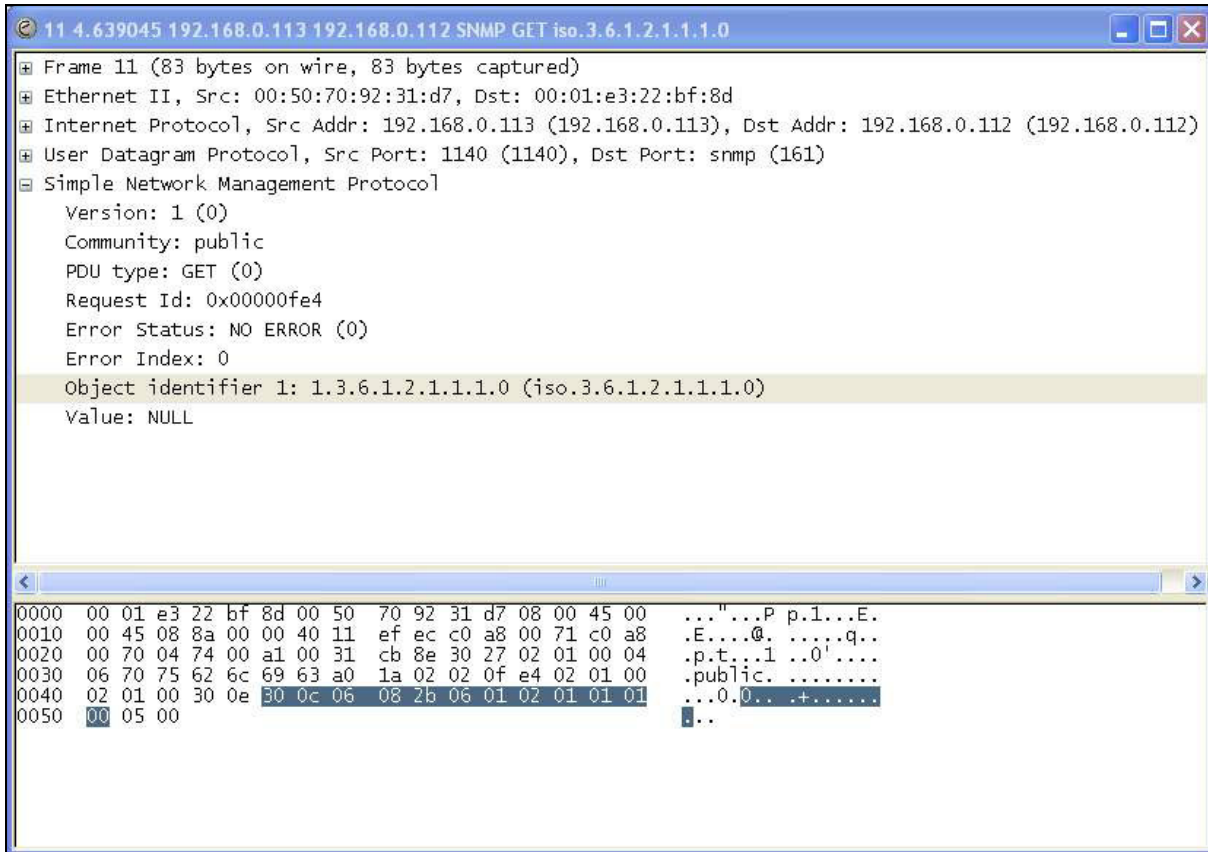 11 4.639045 192.168.0.113 192.168.0.112 SNMP GET iso.3.6.1.2.1.1.1.0
Frame 11 (83 bytes on wire, 83 bytes captured)
Ethernet II, Src: 00:50:70:92:31:d7, Dst: 00:01:e3:22:bf:8d
Internet Protocol, Src Addr: 192.168.0.113 (192.168.0.113), Dst Addr: 192.168.0.112 (192.168.0.112)
User Datagram Protocol, Src Port: 1140 (1140), Dst Port: snmp (161)
Simple Network Management Protocol
Version: 1 (0)
Community: public
PDU type: GET (0)
Request Id: 0x00000fe4
Error Status: NO ERROR (0)
Error Index: 0
Object identifier 1: 1.3.6.1.2.1.1.1.0 (iso.3.6.1.2.1.1.1.0)
Value: NULL
0000 00 01 e3 22 bf 8d 00 50 70 92 31 d7 08 00 45 00 ..."...P p.1...E.
0010 00 45 08 8a 00 00 40 11 ef ec c0 a8 00 71 c0 a8 .E....@. .....q..
0020 00 70 04 74 00 a1 00 31 cb 8e 30 27 02 01 00 04 .p.t...1 ..0'....
0030 06 70 75 62 6c 69 63 a0 1a 02 02 0f e4 02 01 00 .public. ........
0040 02 01 00 30 0e 30 0c 06 08 2b 06 01 02 01 01 01 ...0.0.. .+......
0050 00 05 00 ...